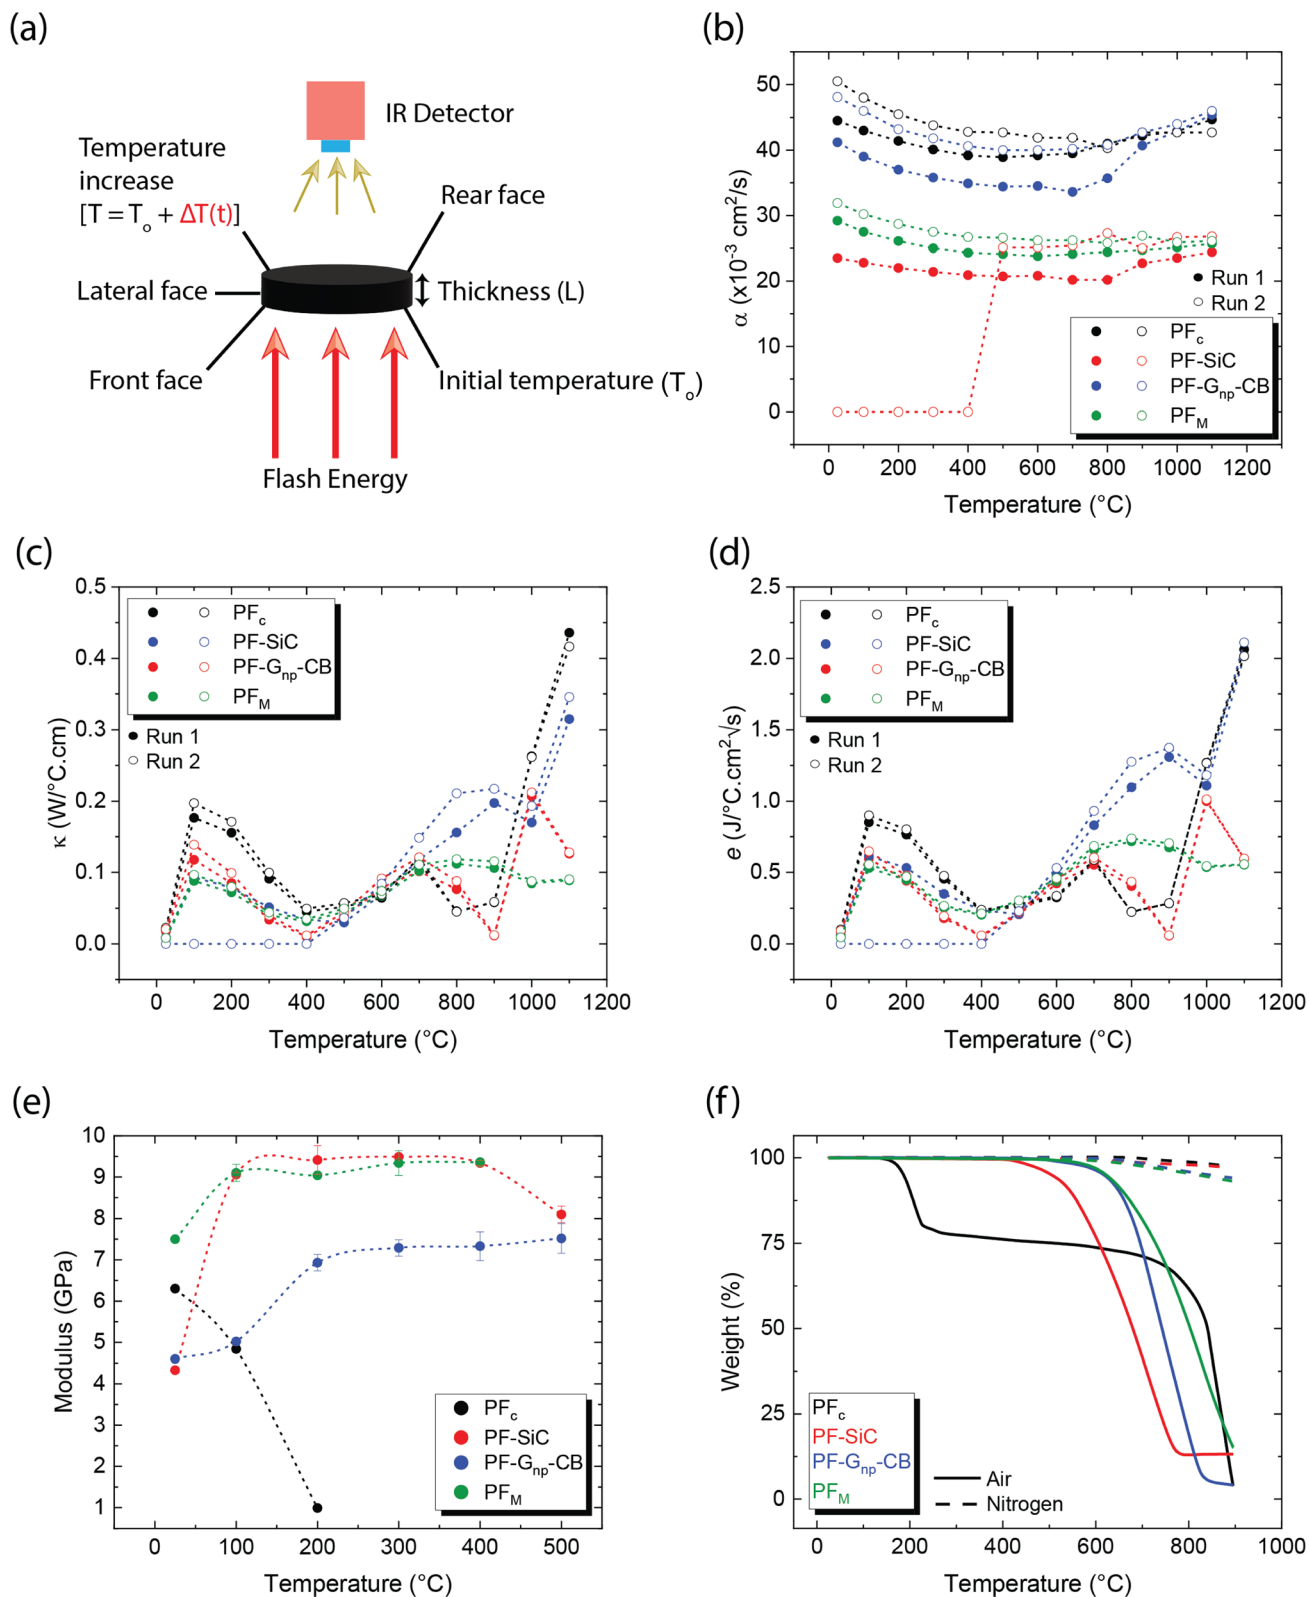 (a)
IR Detector
Temperature
increase
[T = Tₒ + ΔT(t)]
Rear face
Lateral face
Thickness (L)
Front face
Initial temperature (Tₒ)
Flash Energy
(b)
50
40
30
20
10
0
α (x10⁻³ cm²/s)
Run 1
Run 2
PFc
PF-SiC
PF-Gnp-CB
PFM
0 200 400 600 800 1000 1200
Temperature (°C)
(c)
0.5
0.4
0.3
0.2
0.1
0.0
κ (W/°C.cm)
PFc
PF-SiC
PF-Gnp-CB
PFM
Run 1
Run 2
0 200 400 600 800 1000 1200
Temperature (°C)
(d)
2.5
2.0
1.5
1.0
0.5
0.0
e (J/°C.cm²√s)
PFc
PF-SiC
PF-Gnp-CB
PFM
Run 1
Run 2
0 200 400 600 800 1000 1200
Temperature (°C)
(e)
10
9
8
7
6
5
4
3
2
1
Modulus (GPa)
PFc
PF-SiC
PF-Gnp-CB
PFM
0 100 200 300 400 500
Temperature (°C)
(f)
100
75
50
25
0
Weight (%)
PFc
PF-SiC
PF-Gnp-CB
PFM
Air
Nitrogen
0 200 400 600 800 1000
Temperature (°C)